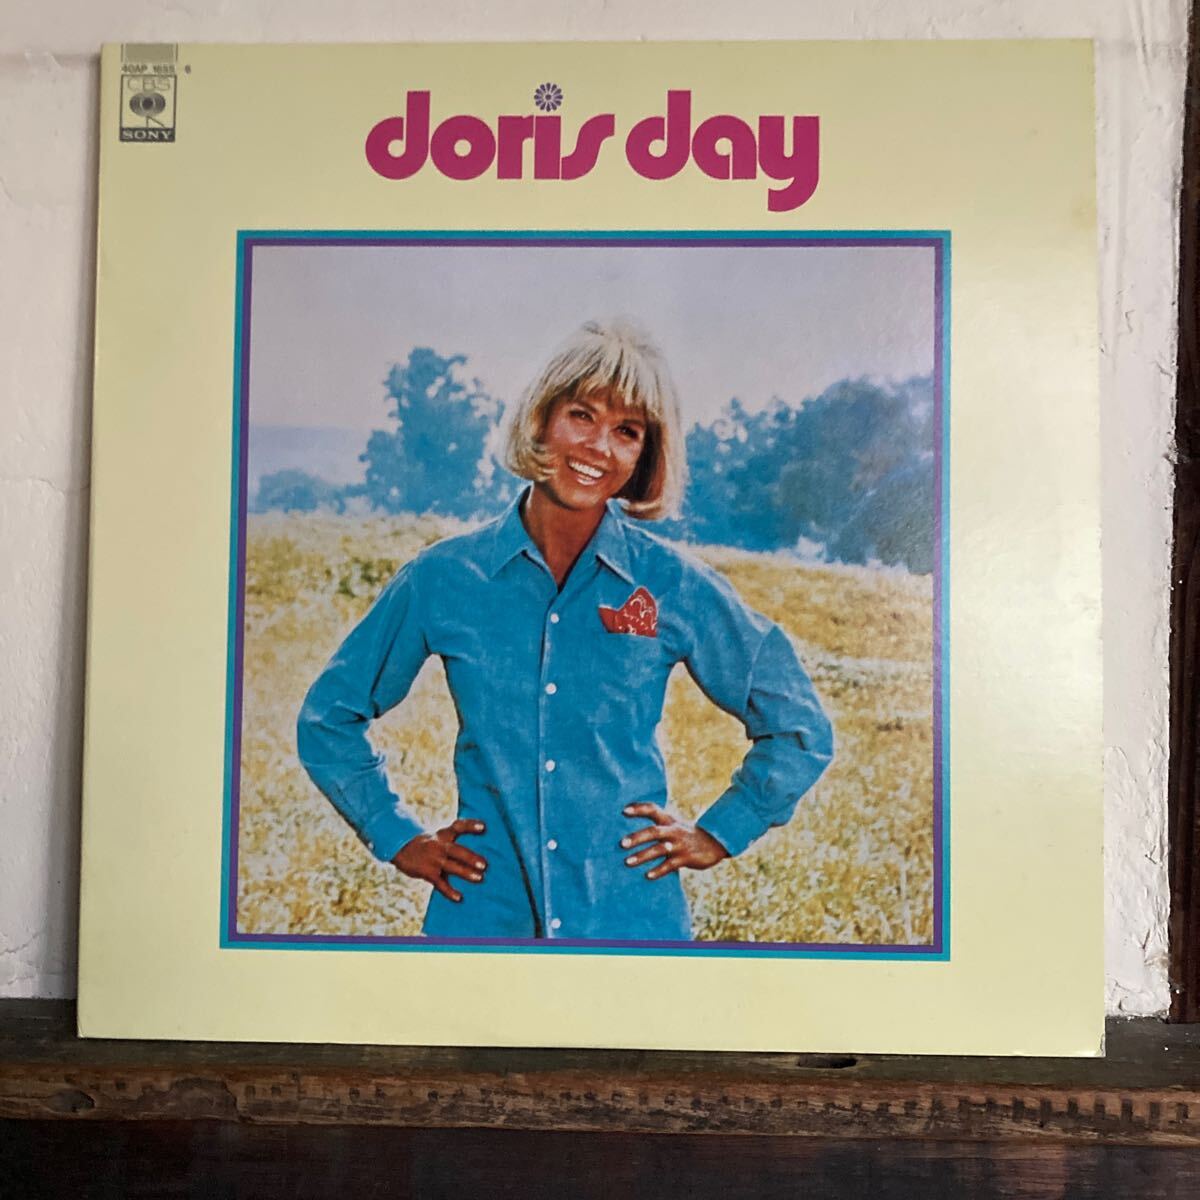 40AP 1655 6
CBS
SONY
doris day